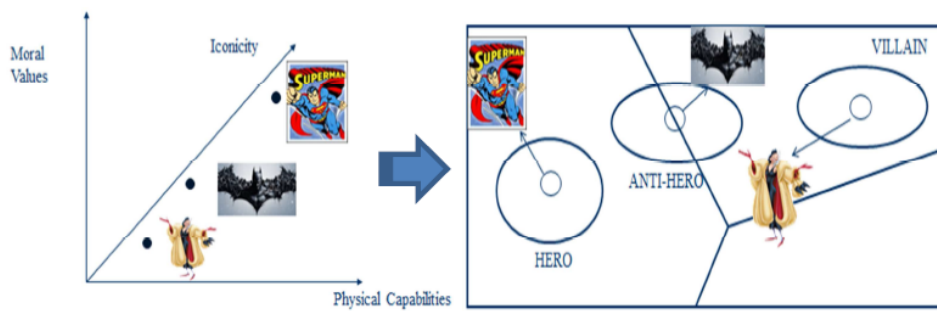 Moral
Values
Iconicity
SUPERMAN
Physical Capabilities
SUPERMAN
VILLAIN
ANTI-HERO
HERO